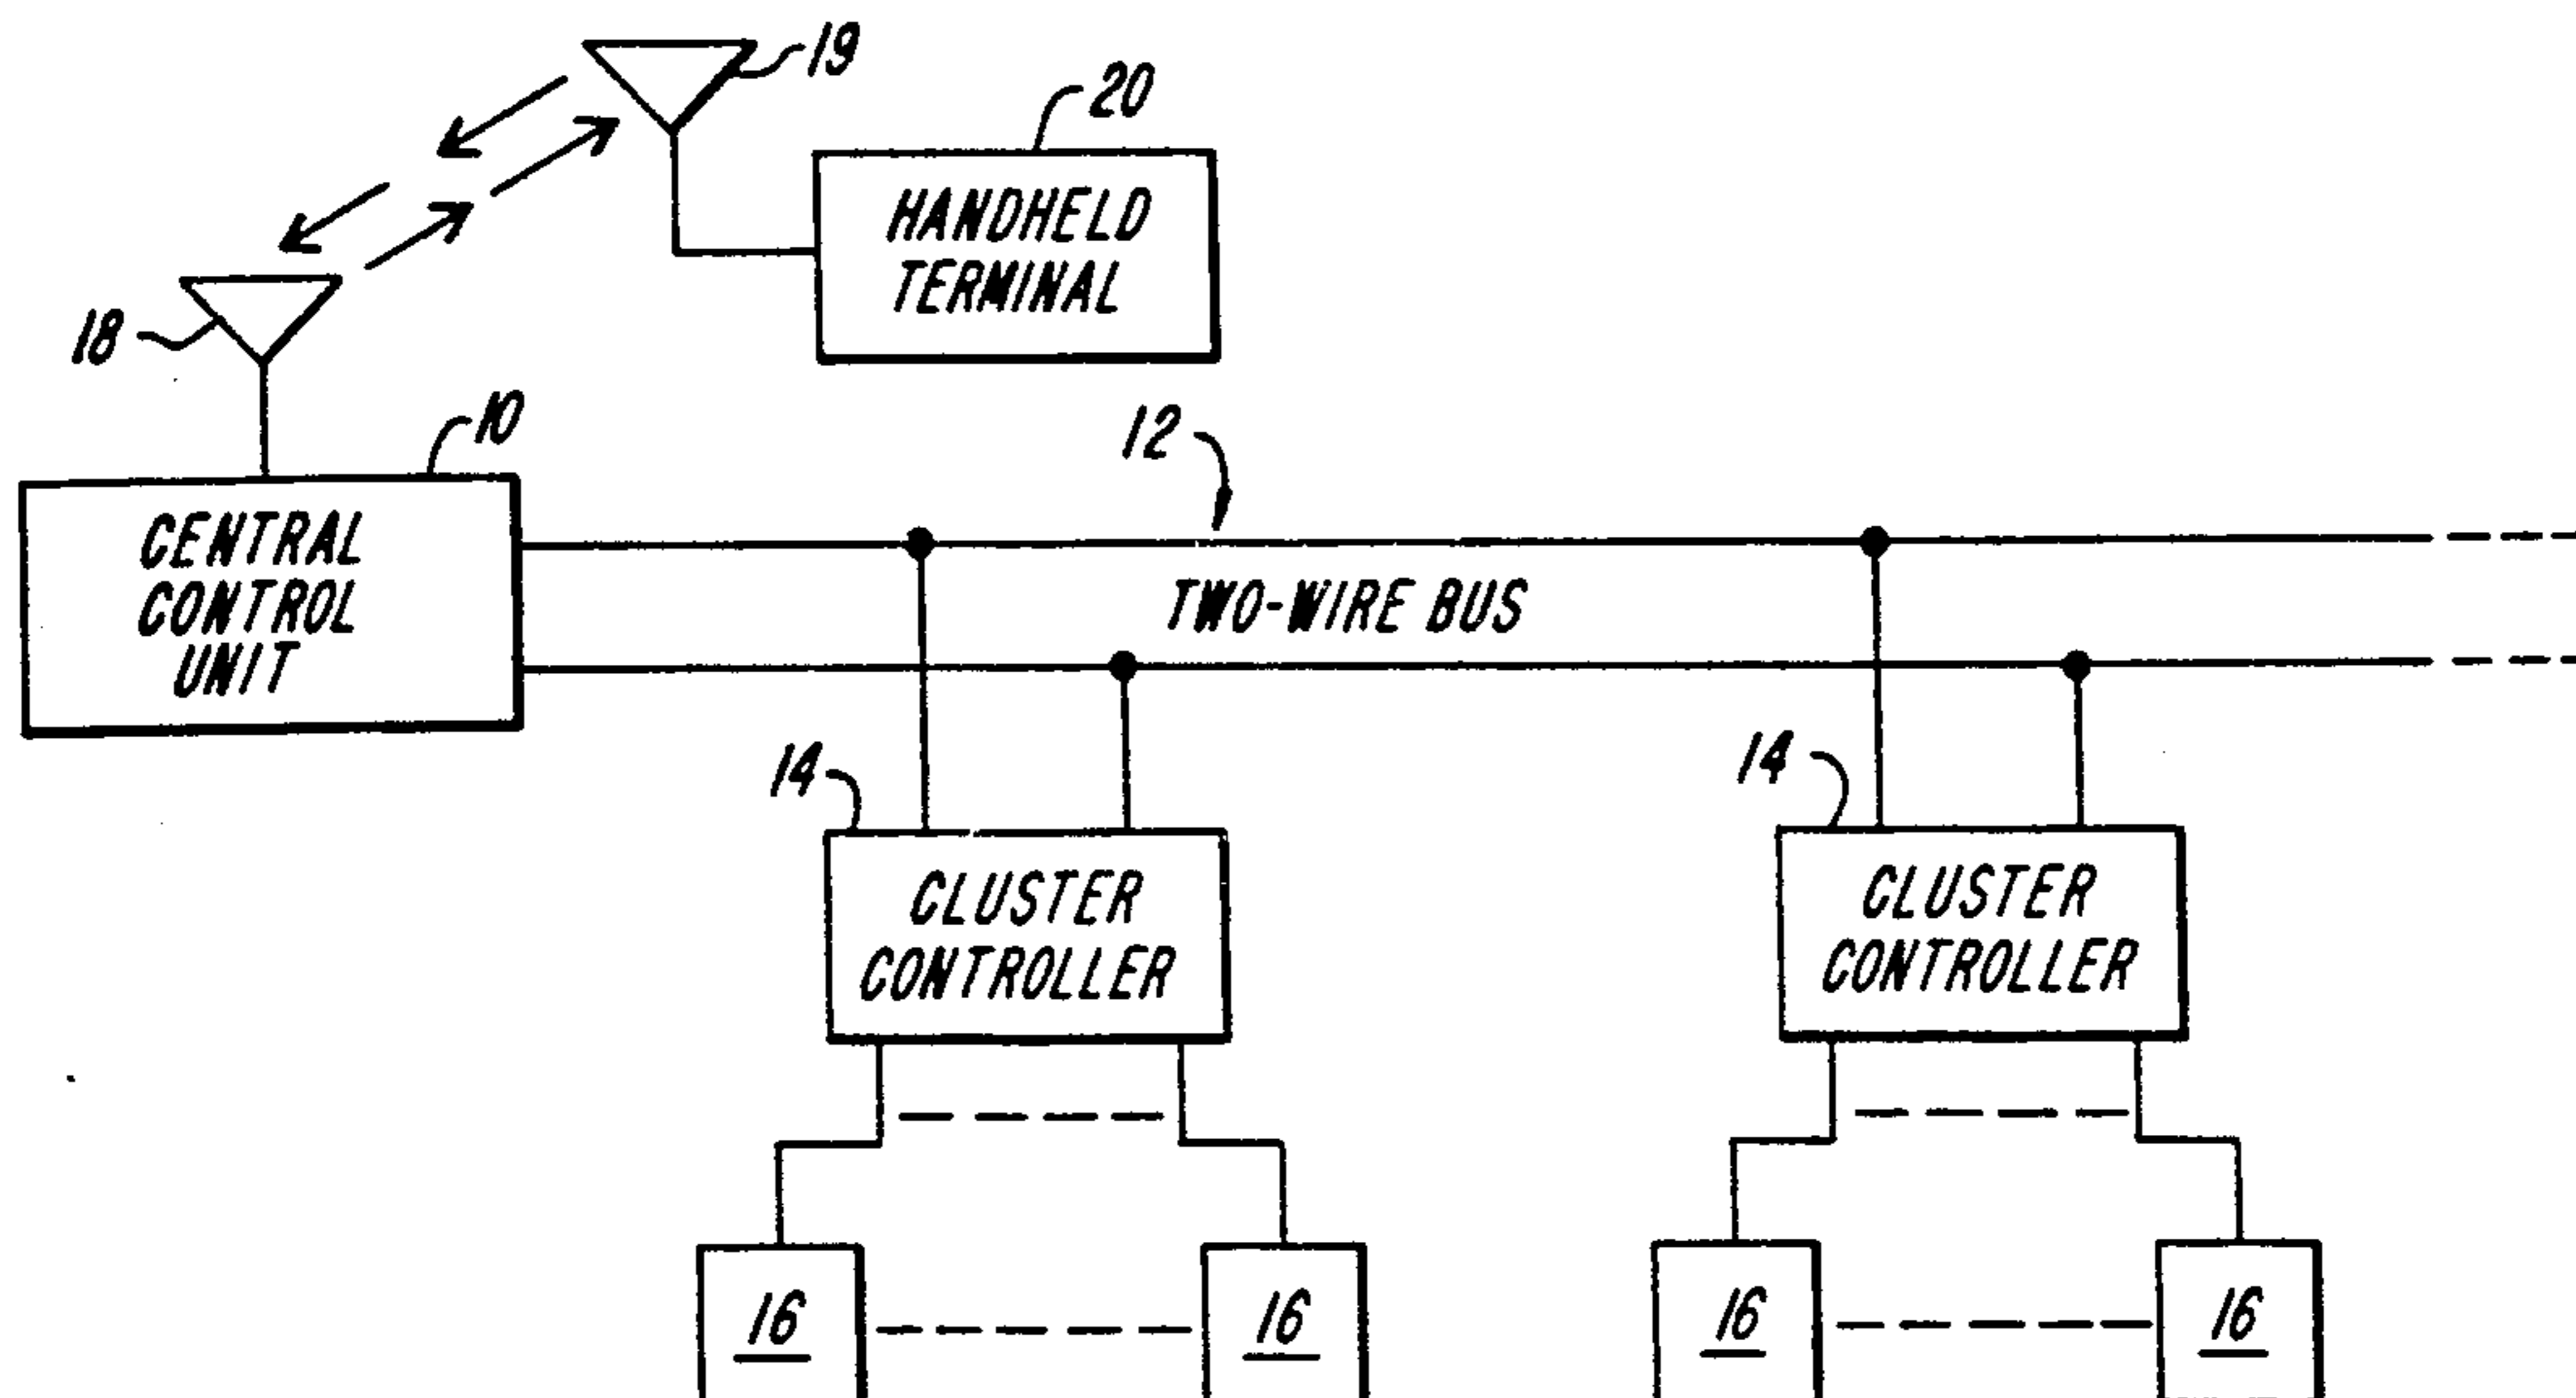 19
20
HANDHELD
TERMINAL
18
10
12
CENTRAL
CONTROL
UNIT
TWO-WIRE BUS
14
14
CLUSTER
CONTROLLER
CLUSTER
CONTROLLER
16
16
16
16